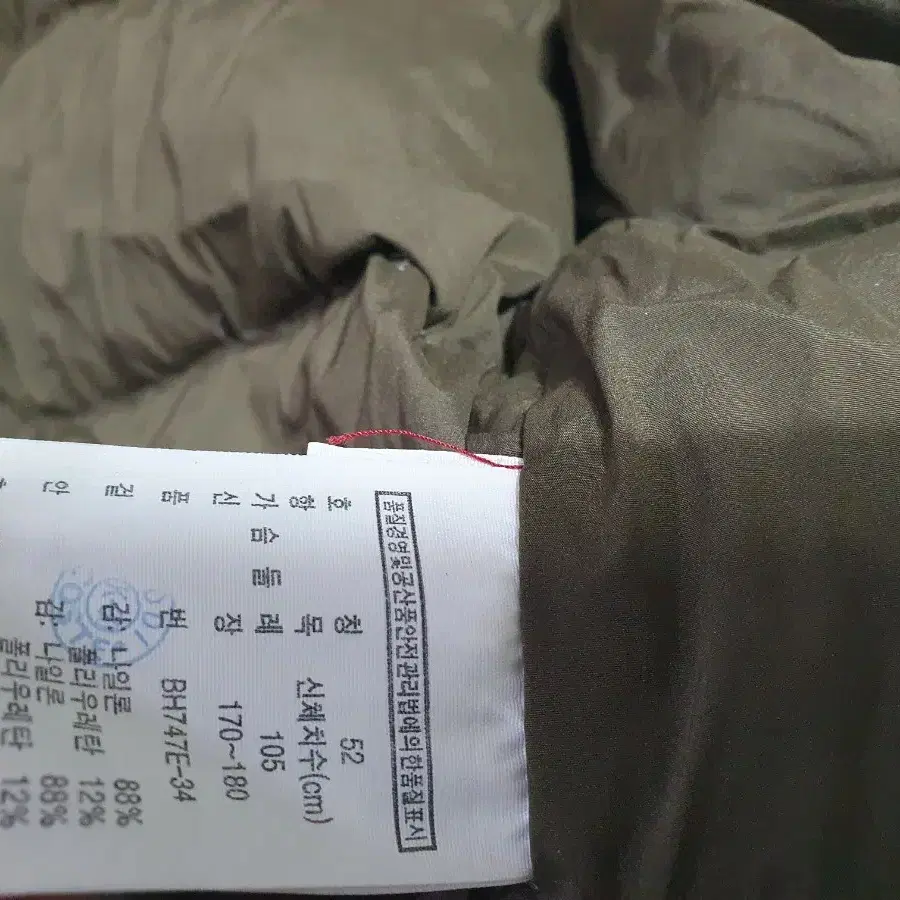 품질경영및공산품안전관리법에의한품질표시
호 칭 52
항 목 신체치수(cm)
가 슴 둘 레 105
신 장 170~180
품 번 BH747E-34
겉 감: 나일론 88%
폴리우레탄 12%
안 감: 나일론 88%
폴리우레탄 12%